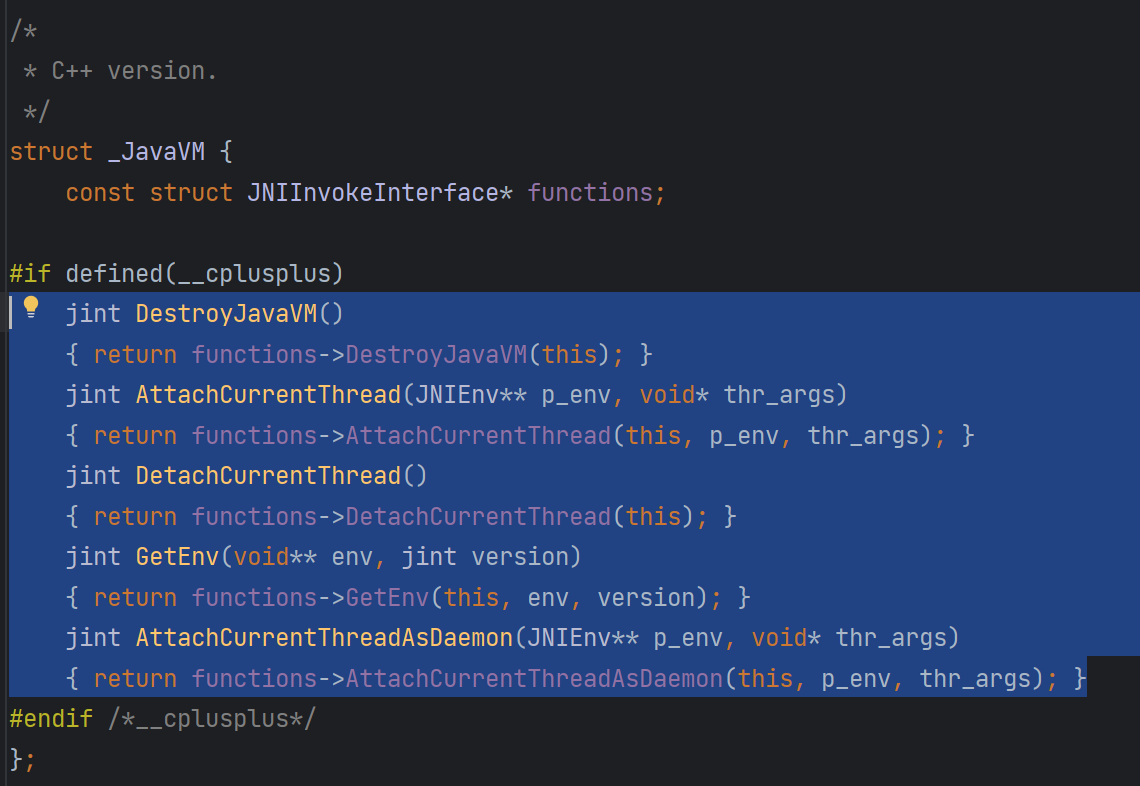 /*
 * C++ version.
 */
struct _JavaVM {
    const struct JNIInvokeInterface* functions;

#if defined(__cplusplus)
    jint DestroyJavaVM()
    { return functions->DestroyJavaVM(this); }
    jint AttachCurrentThread(JNIEnv** p_env, void* thr_args)
    { return functions->AttachCurrentThread(this, p_env, thr_args); }
    jint DetachCurrentThread()
    { return functions->DetachCurrentThread(this); }
    jint GetEnv(void** env, jint version)
    { return functions->GetEnv(this, env, version); }
    jint AttachCurrentThreadAsDaemon(JNIEnv** p_env, void* thr_args)
    { return functions->AttachCurrentThreadAsDaemon(this, p_env, thr_args); }
#endif /*__cplusplus*/
};